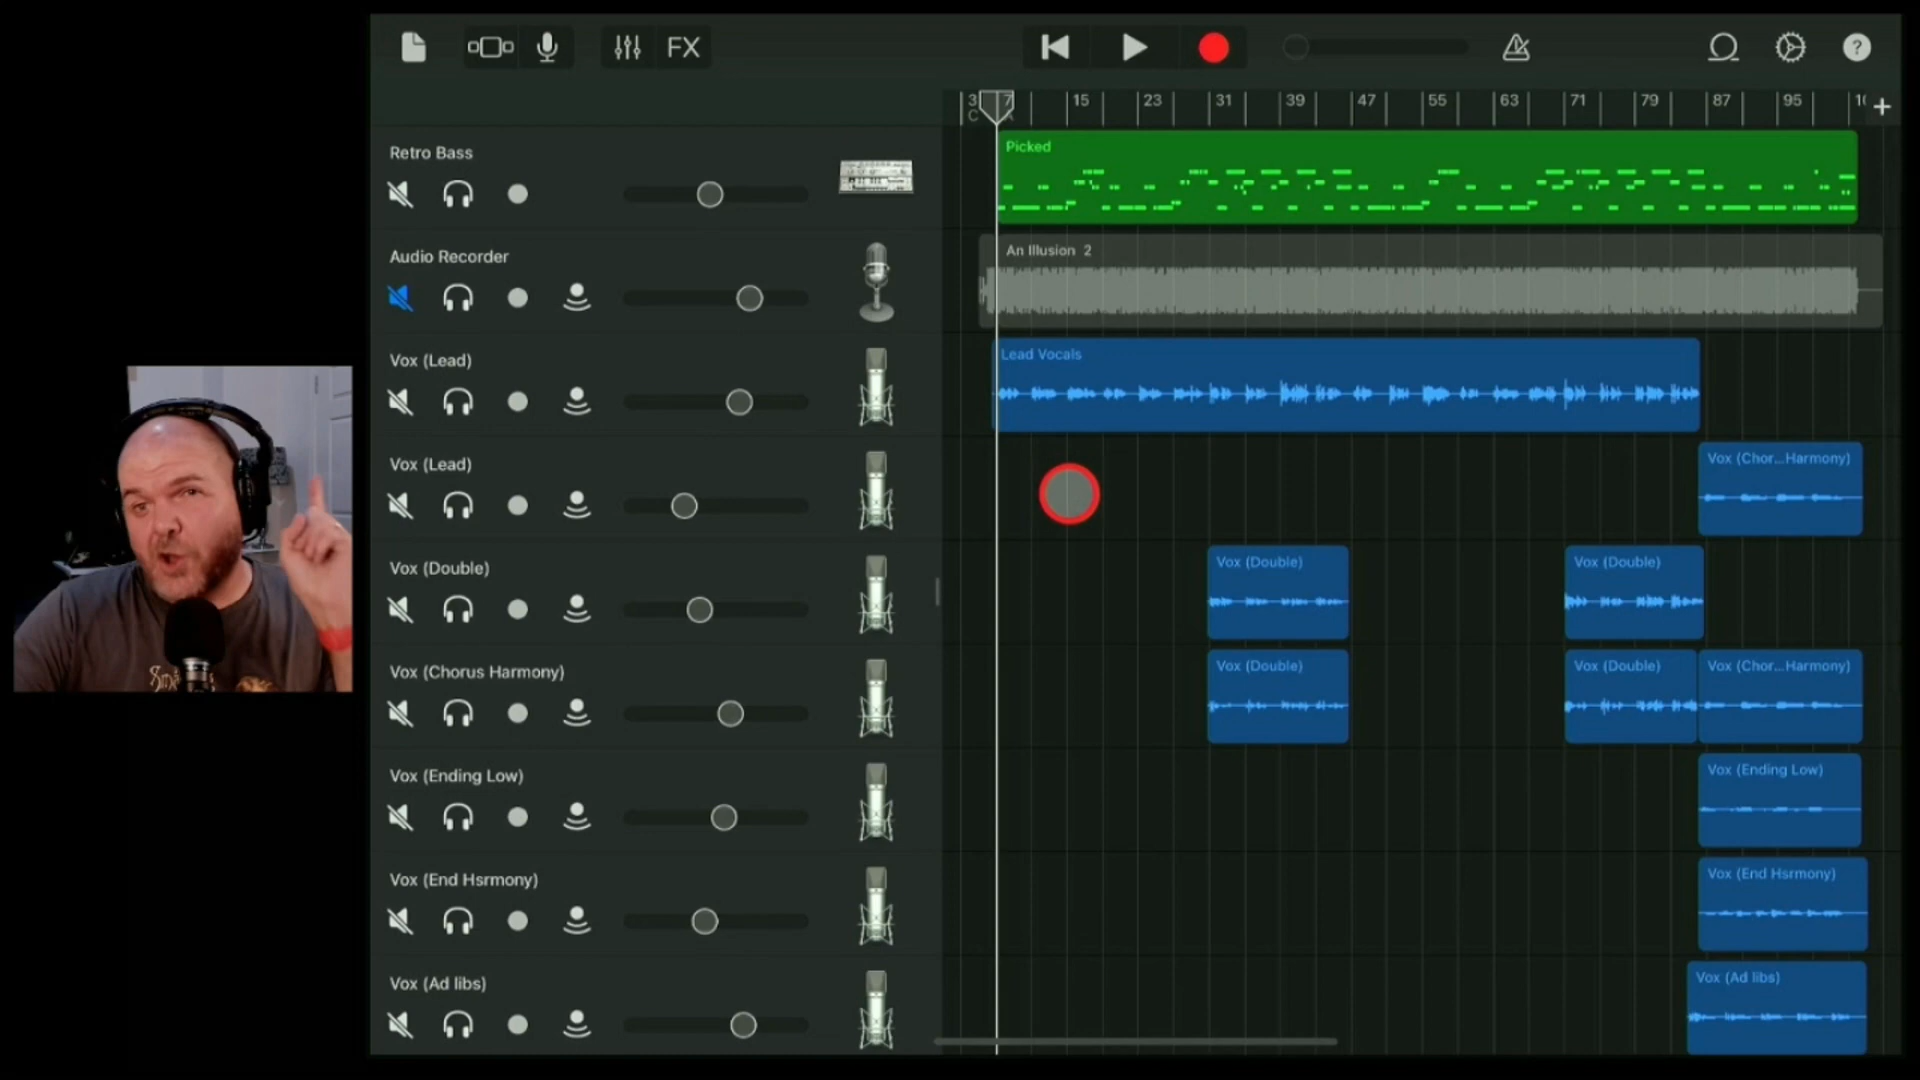 FX
3 7 15 23 31 39 47 55 63 71 79 87 95 10
C
?
+
Retro Bass
Picked
Audio Recorder
An Illusion 2
Vox (Lead)
Lead Vocals
Vox (Lead)
Vox (Chor...Harmony)
Vox (Double)
Vox (Double)
Vox (Double)
Vox (Chorus Harmony)
Vox (Double)
Vox (Double)
Vox (Chor...Harmony)
Vox (Ending Low)
Vox (Ending Low)
Vox (End Hsrmony)
Vox (End Hsrmony)
Vox (Ad libs)
Vox (Ad libs)